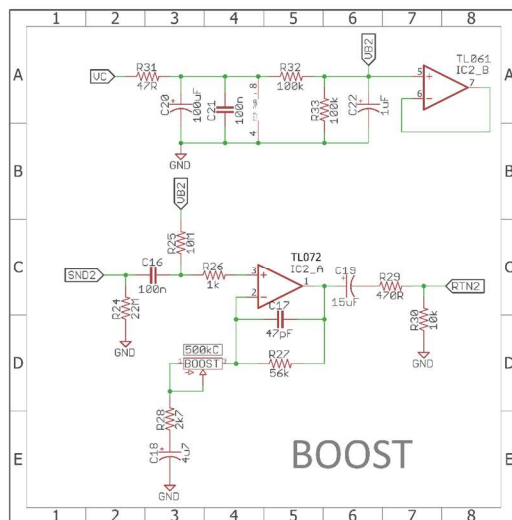 1 2 3 4 5 6 7 8
A A
VB2
TL061
IC2_B
VC
R31
47R
R32
100k
C20
100uF
C21
100n
8
4
R33
100k
C22
1uF
5
6
7
+
-
B B
GND
VB2
C C
SND2
C16
100n
R25
10M
R26
1k
TL072
IC2_A
3
2
1
+
-
C19
15uF
R29
470R
RTN2
R24
22M
GND
C17
47pF
R30
10k
GND
D D
500kC
BOOST
R27
56k
R28
2k7
C18
4u7
E E
GND
BOOST
1 2 3 4 5 6 7 8